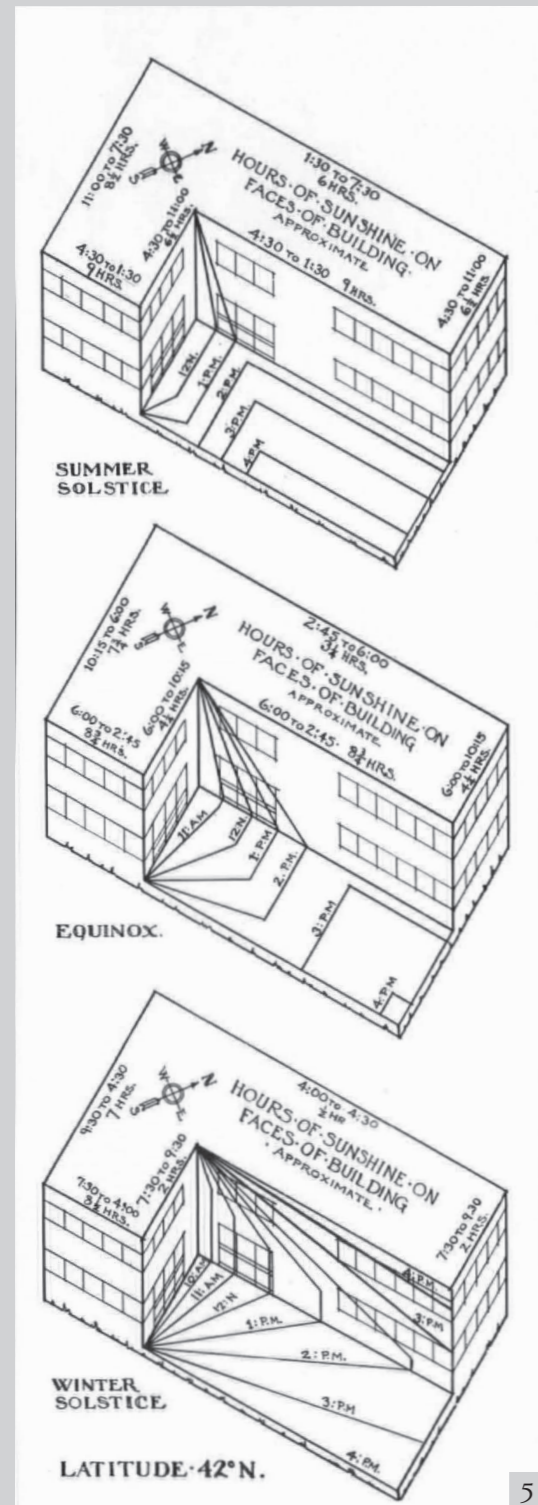 11:00 TO 7:30
8½ HRS.
W
N
S
E
1:30 TO 7:30
6 HRS.
HOURS·OF·SUNSHINE·ON
FACES·OF·BUILDING·
APPROXIMATE
4:30 TO 11:00
6½ HRS.
4:30 TO 1:30
9 HRS.
4:30 TO 1:30 9 HRS.
4:30 TO 11:00
6½ HRS.
12 N.
1·P.M.
2:P.M.
3:P.M
4:PM
SUMMER
SOLSTICE
10:15 TO 6:00
7¾ HRS.
W
N
S
E
2:45 TO 6:00
3¼ HRS.
HOURS·OF·SUNSHINE·ON
FACES·OF·BUILDING
APPROXIMATE
6:00 TO 10:15
4¼ HRS.
6:00 TO 2:45
8¾ HRS.
6:00 TO 2:45· 8¾ HRS.
6:00 TO 10:15
4¼ HRS.
11:AM
12:N.
1:PM
2:P.M.
3:P.M
4:PM
EQUINOX.
9:30 TO 4:30
7 HRS.
W
N
S
E
4:00 TO 4:30
½ HR
HOURS·OF·SUNSHINE·ON
FACES·OF·BUILDING
·APPROXIMATE·
7:30 TO 9:30
2 HRS.
7:30 TO 4:00
8½ HRS.
7:30 TO 9:30
2 HRS.
4:P.M.
3:PM
10:AM
11:AM
12:N
1:P.M.
2:P.M.
3:P.M
4:P.M.
WINTER
SOLSTICE
LATITUDE·42°N.
5